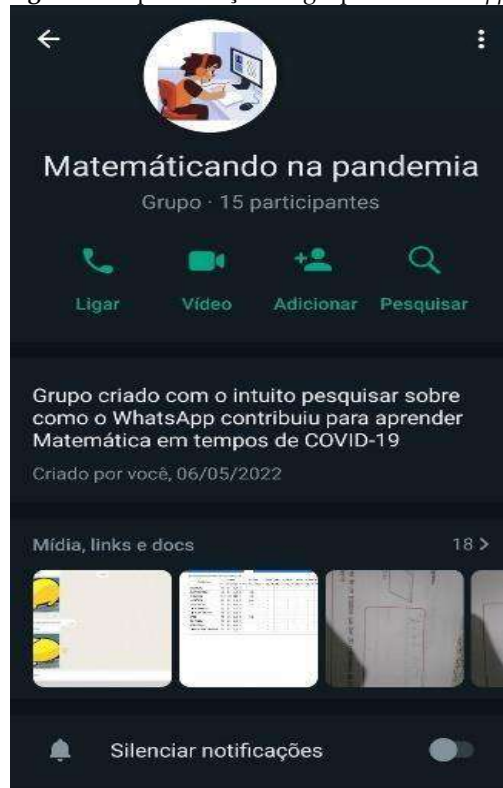 Matemáticando na pandemia
Grupo · 15 participantes
Ligar Vídeo Adicionar Pesquisar
Grupo criado com o intuito pesquisar sobre
como o WhatsApp contribuiu para aprender
Matemática em tempos de COVID-19
Criado por você, 06/05/2022
Mídia, links e docs 18 >
Silenciar notificações